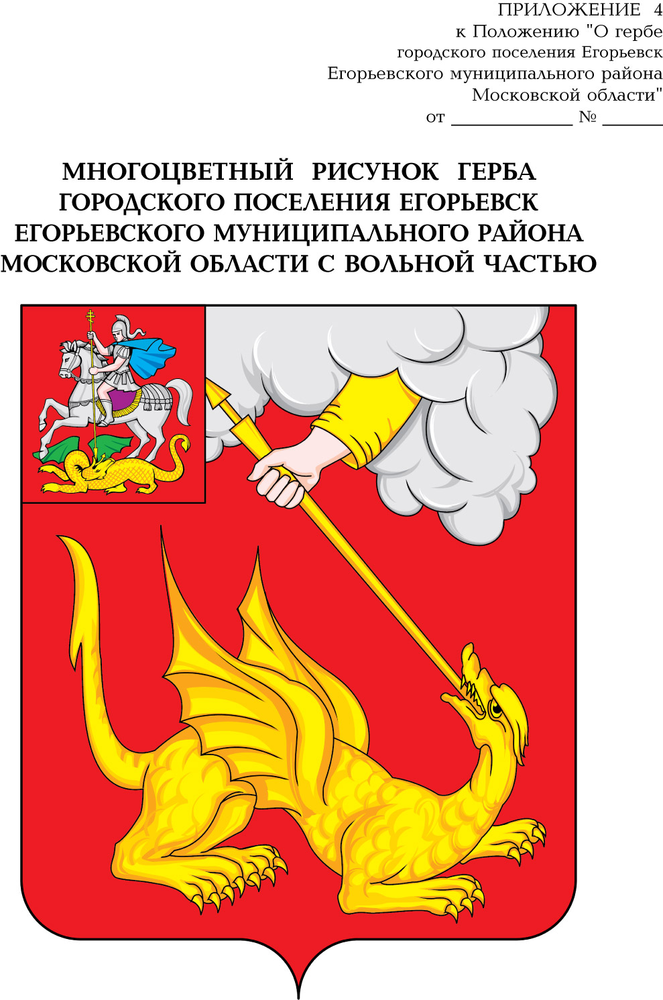 ПРИЛОЖЕНИЕ 4
к Положению "О гербе
городского поселения Егорьевск
Егорьевского муниципального района
Московской области"
от ____________ № ______
МНОГОЦВЕТНЫЙ РИСУНОК ГЕРБА
ГОРОДСКОГО ПОСЕЛЕНИЯ ЕГОРЬЕВСК
ЕГОРЬЕВСКОГО МУНИЦИПАЛЬНОГО РАЙОНА
МОСКОВСКОЙ ОБЛАСТИ С ВОЛЬНОЙ ЧАСТЬЮ